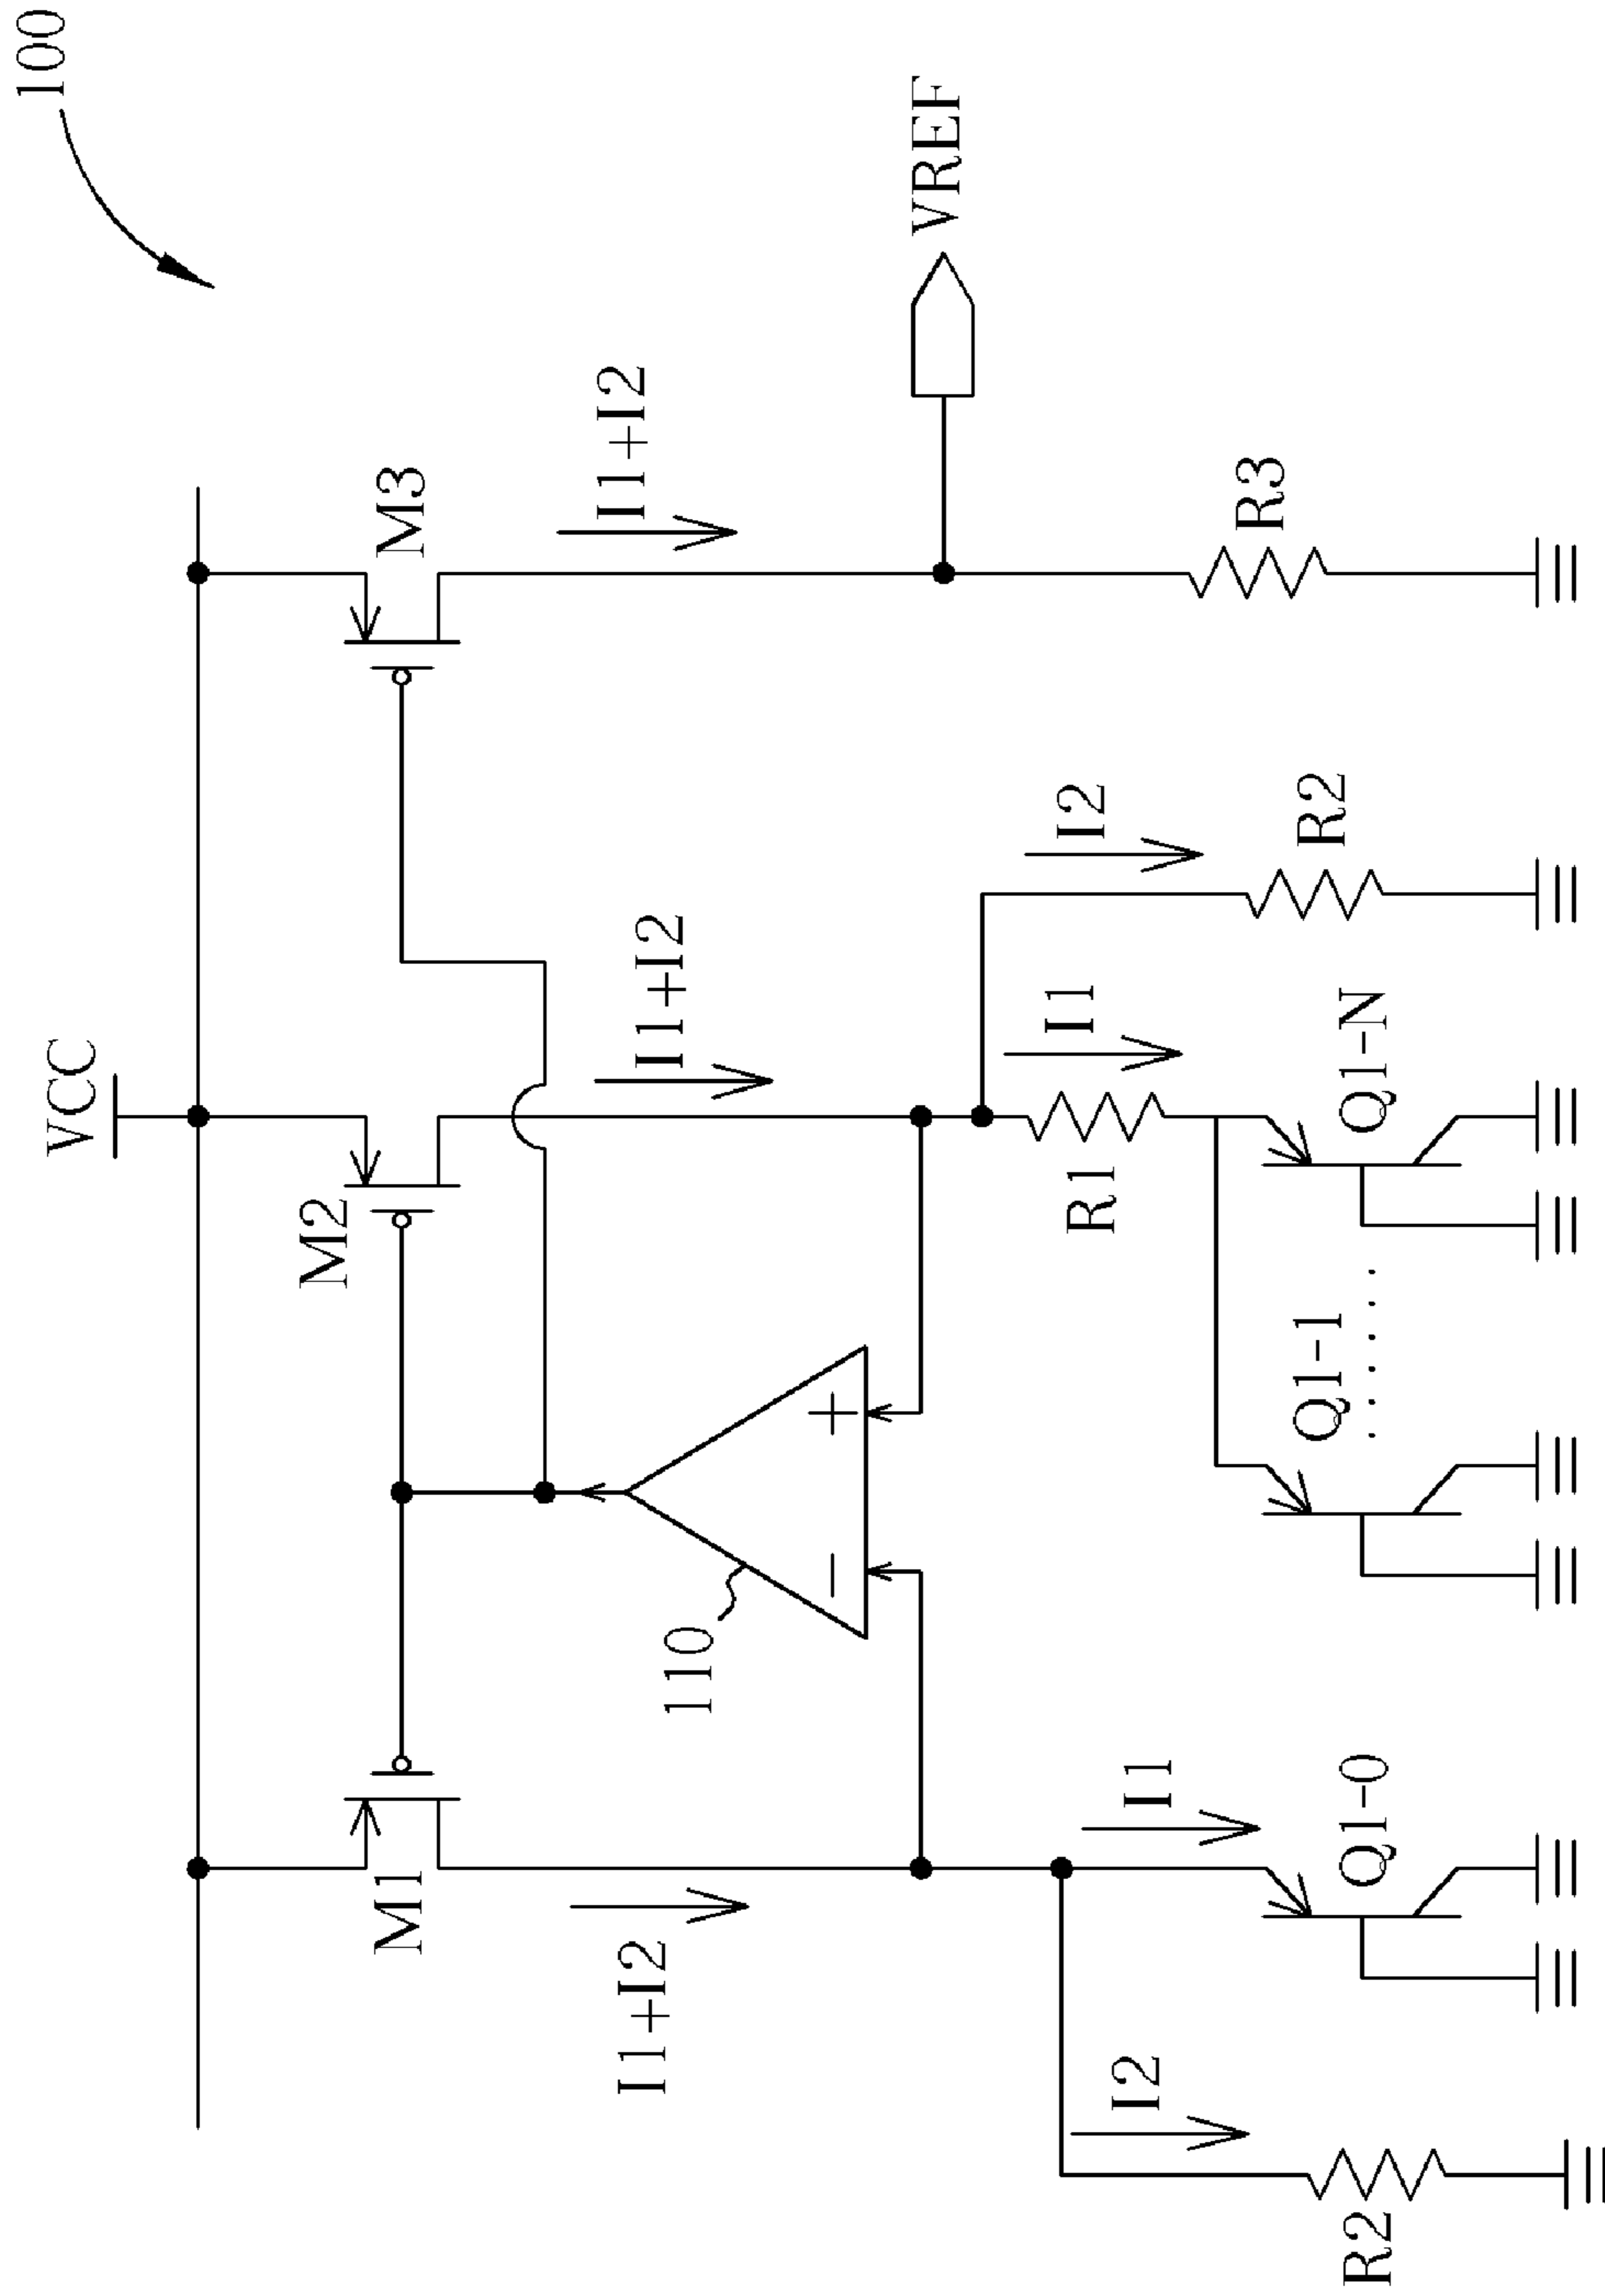 100
VCC
M1
M2
M3
I1+I2
I1+I2
I1+I2
110
−
+
VREF
I2
I1
I1
I2
R2
Q1-0
Q1-1
......
R1
Q1-N
R2
R3